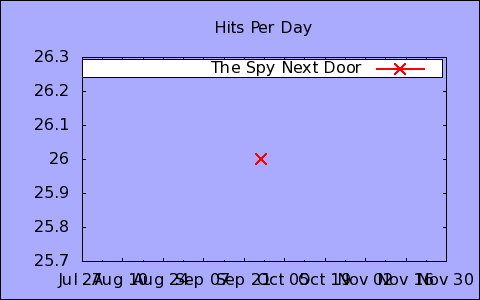 Hits Per Day
The Spy Next Door
26.3
26.2
26.1
26
25.9
25.8
25.7
Jul 27 Aug 10 Aug 24 Sep 07 Sep 21 Oct 05 Oct 19 Nov 02 Nov 16 Nov 30